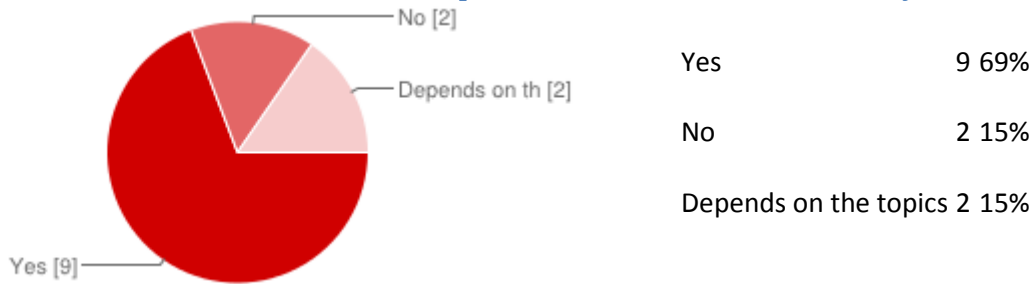 No [2]
Depends on th [2]
Yes [9]
Yes 9 69%
No 2 15%
Depends on the topics 2 15%